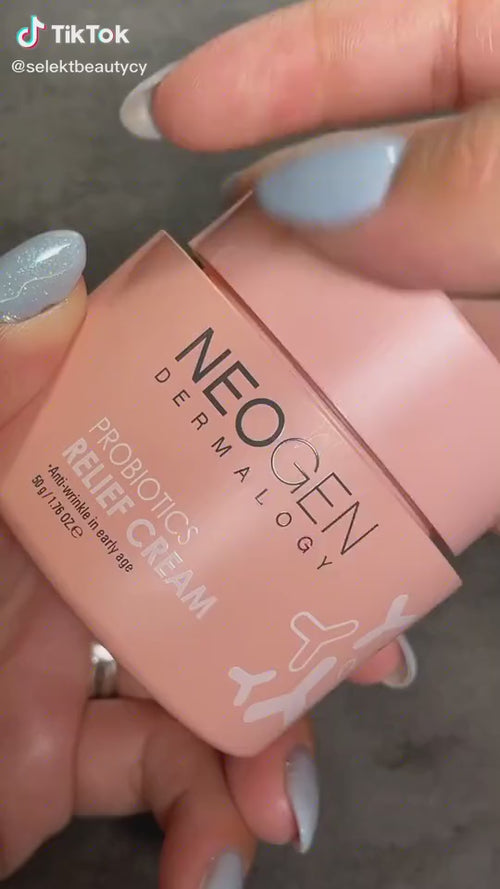 TikTok
@selektbeautycy
NEOGEN
DERMALOGY
PROBIOTICS
RELIEF CREAM
•Anti-wrinkle in early age
50 g / 1.76 OZ ℮